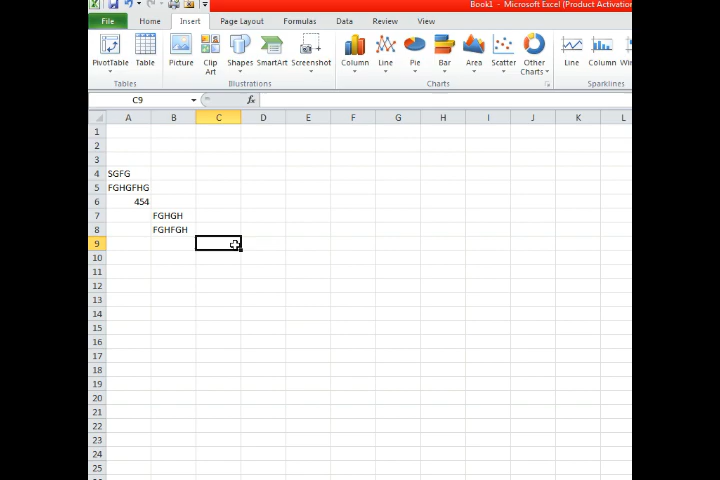 Book1 - Microsoft Excel (Product Activation
File Home Insert Page Layout Formulas Data Review View
PivotTable Table Picture Clip Art Shapes SmartArt Screenshot Column Line Pie Bar Area Scatter Other Charts Line Column
Tables Illustrations Charts Sparklines
C9 fx
A B C D E F G H I J K L
1
2
3
4 SGFG
5 FGHGFHG
6 454
7 FGHGH
8 FGHFGH
9
10
11
12
13
14
15
16
17
18
19
20
21
22
23
24
25